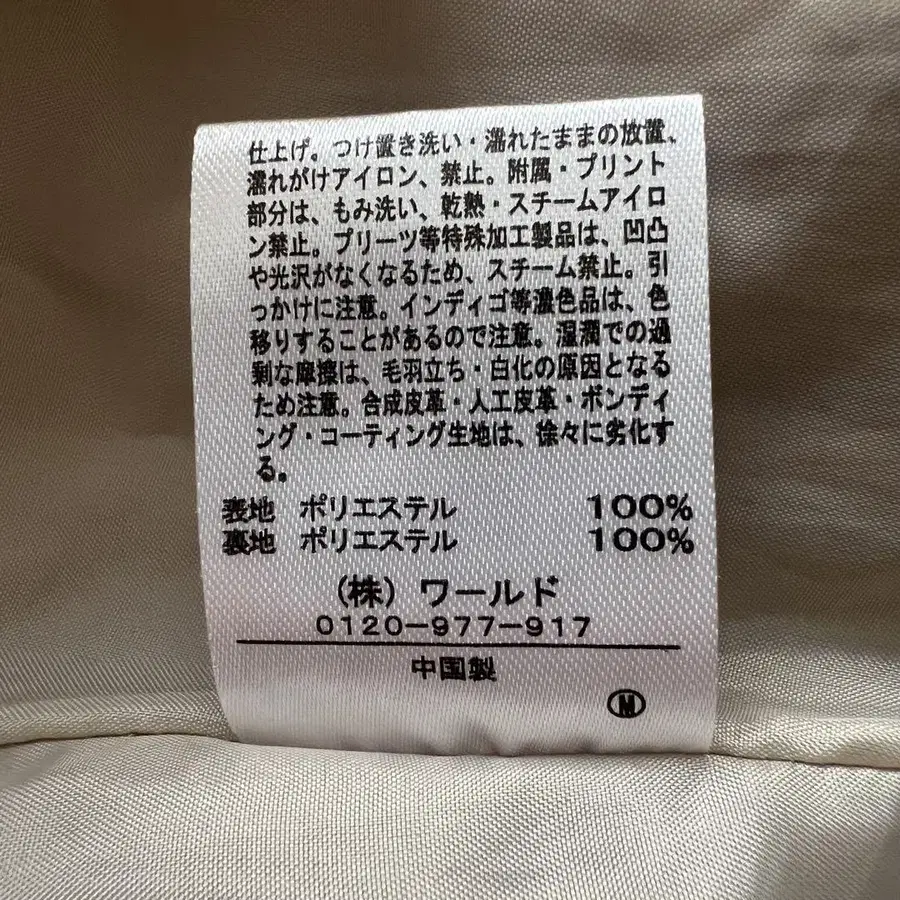 仕上げ。つけ置き洗い・濡れたままの放置、
濡れがけアイロン、禁止。附属・プリント
部分は、もみ洗い、乾熱・スチームアイロ
ン禁止。プリーツ等特殊加工製品は、凹凸
や光沢がなくなるため、スチーム禁止。引
っかけに注意。インディゴ等濃色品は、色
移りすることがあるので注意。湿潤での過
剰な摩擦は、毛羽立ち・白化の原因となる
ため注意。合成皮革・人工皮革・ボンディ
ング・コーティング生地は、徐々に劣化す
る。
表地 ポリエステル 100%
裏地 ポリエステル 100%
(株) ワールド
0120-977-917
中国製
M